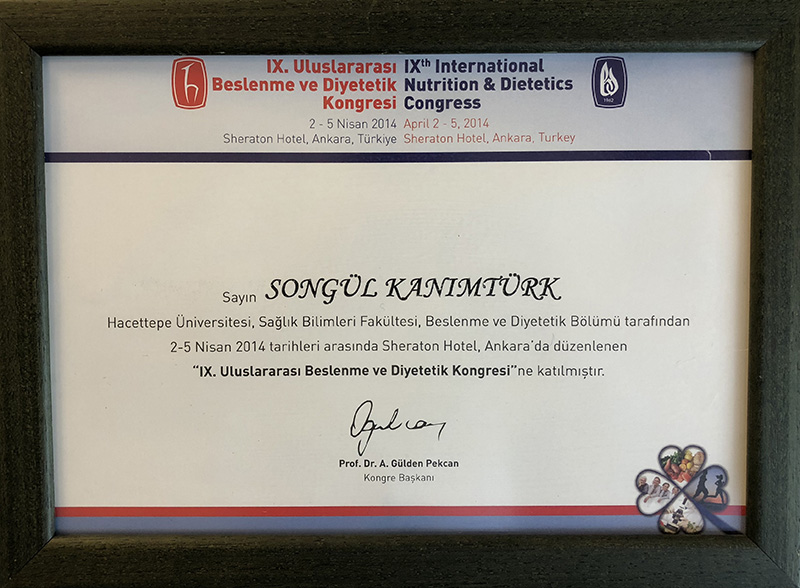 IX. Uluslararası
Beslenme ve Diyetetik
Kongresi
2 - 5 Nisan 2014
Sheraton Hotel, Ankara, Türkiye
IXth International
Nutrition & Dietetics
Congress
April 2 - 5, 2014
Sheraton Hotel, Ankara, Turkey
1962
Sayın SONGÜL KANIMTÜRK
Hacettepe Üniversitesi, Sağlık Bilimleri Fakültesi, Beslenme ve Diyetetik Bölümü tarafından
2-5 Nisan 2014 tarihleri arasında Sheraton Hotel, Ankara'da düzenlenen
“IX. Uluslararası Beslenme ve Diyetetik Kongresi”ne katılmıştır.
Prof. Dr. A. Gülden Pekcan
Kongre Başkanı